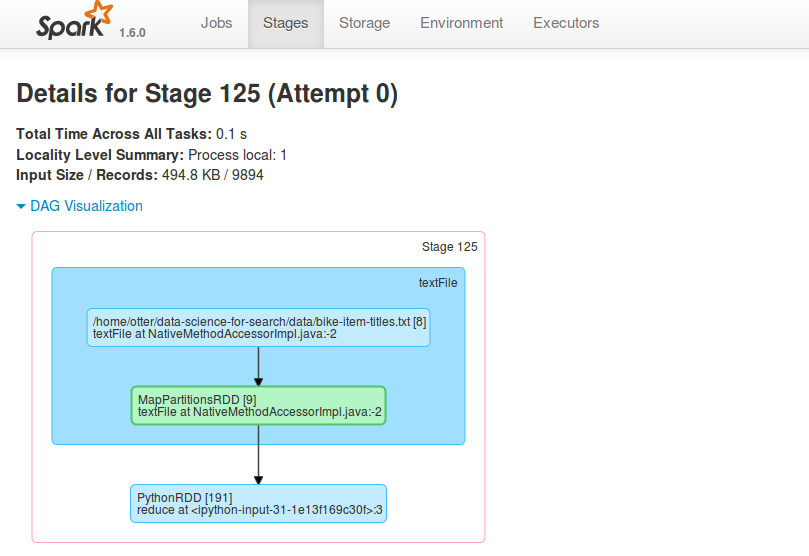 Spark 1.6.0 Jobs Stages Storage Environment Executors
Details for Stage 125 (Attempt 0)
Total Time Across All Tasks: 0.1 s
Locality Level Summary: Process local: 1
Input Size / Records: 494.8 KB / 9894
DAG Visualization
Stage 125
textFile
/home/otter/data-science-for-search/data/bike-item-titles.txt [8]
textFile at NativeMethodAccessorImpl.java:-2
MapPartitionsRDD [9]
textFile at NativeMethodAccessorImpl.java:-2
PythonRDD [191]
reduce at <ipython-input-31-1e13f169c30f>:3